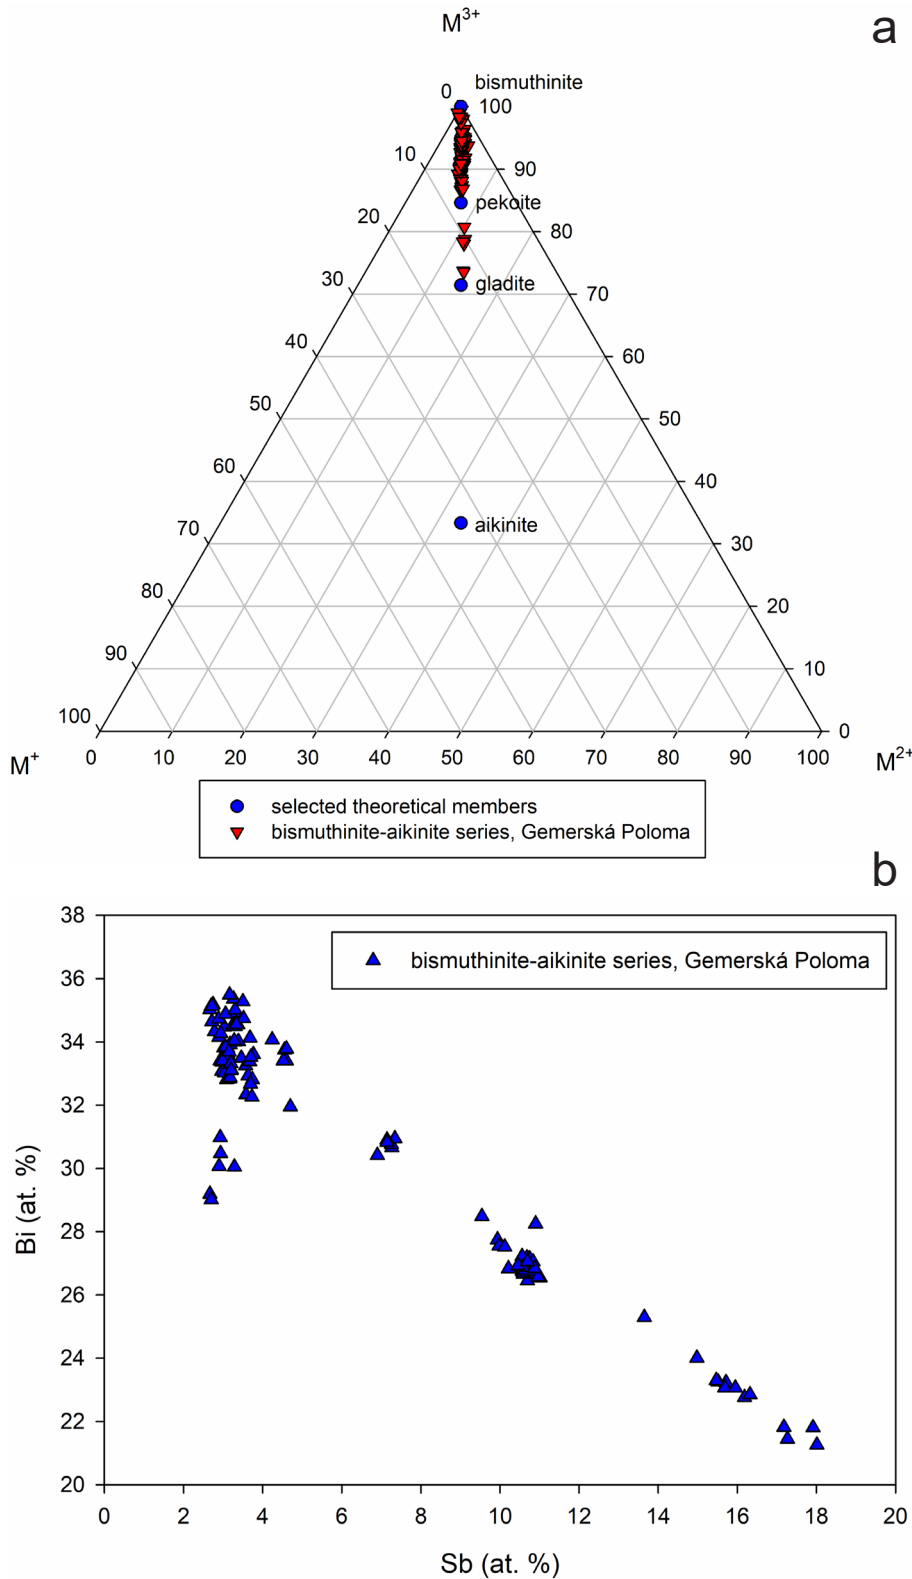 M3+
a
bismuthinite
0
100
10
90
pekoite
20
80
gladite
30
70
40
60
50
50
60
40
aikinite
70
30
80
20
90
10
100
0
0 10 20 30 40 50 60 70 80 90 100
M+
M2+
selected theoretical members
bismuthinite-aikinite series, Gemerská Poloma
b
38
bismuthinite-aikinite series, Gemerská Poloma
36
34
32
30
28
26
24
22
20
0 2 4 6 8 10 12 14 16 18 20
Bi (at. %)
Sb (at. %)